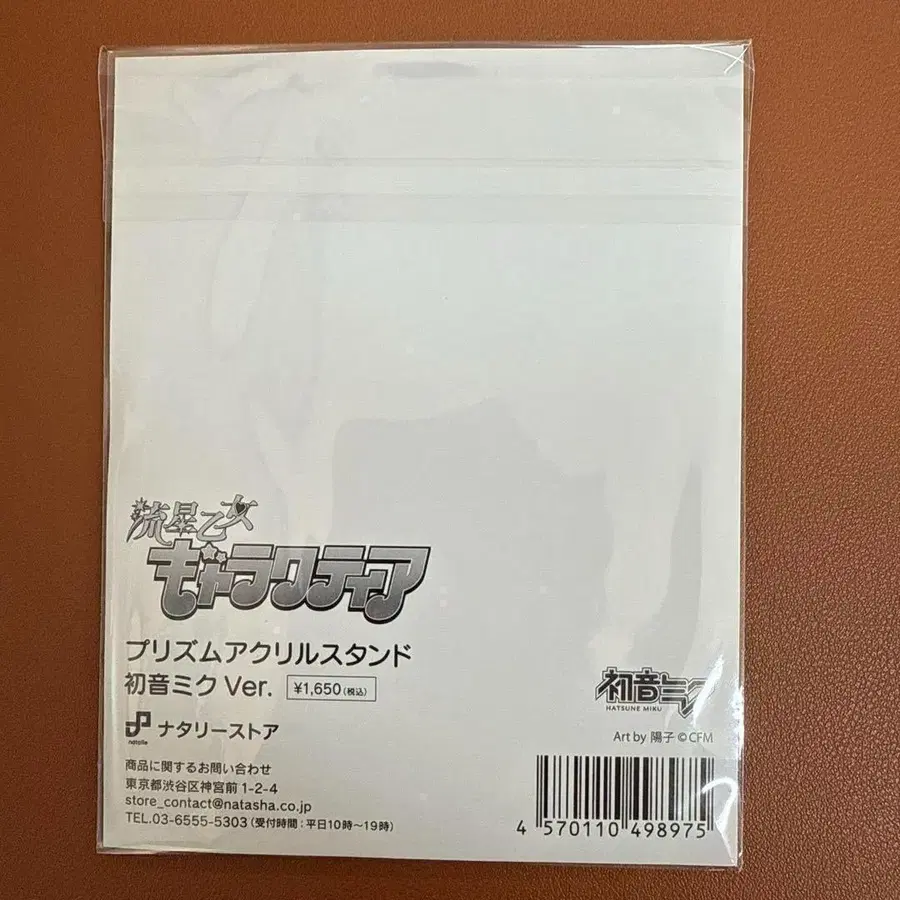 流星乙女
ギャラクティア
プリズムアクリルスタンド
初音ミク Ver. ¥1,650(税込)
natalie
ナタリーストア
商品に関するお問い合わせ
東京都渋谷区神宮前 1-2-4
store_contact@natasha.co.jp
TEL.03-6555-5303(受付時間:平日10時〜19時)
初音ミク
HATSUNE MIKU
Art by 陽子 ©CFM
4 570110 498975